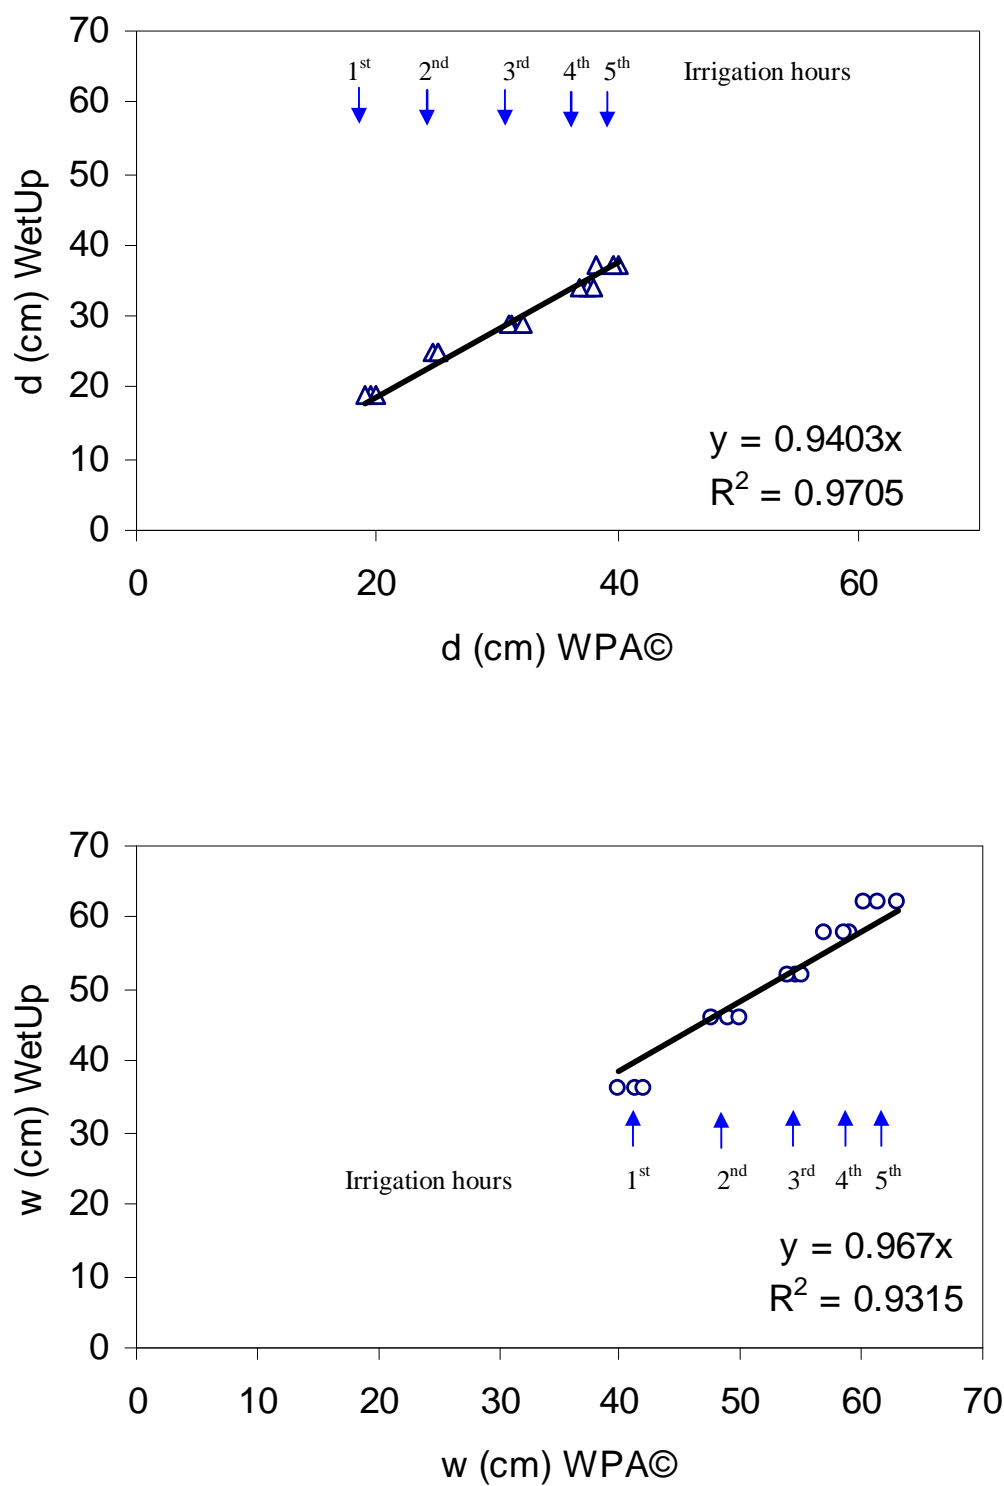 70
1st 2nd 3rd 4th 5th Irrigation hours
60
50
40
30
20
10
0
y = 0.9403x
R2 = 0.9705
0 20 40 60
d (cm) WetUp
d (cm) WPA©
70
60
50
40
30
20
10
0
Irrigation hours 1st 2nd 3rd 4th 5th
y = 0.967x
R2 = 0.9315
0 10 20 30 40 50 60 70
w (cm) WetUp
w (cm) WPA©